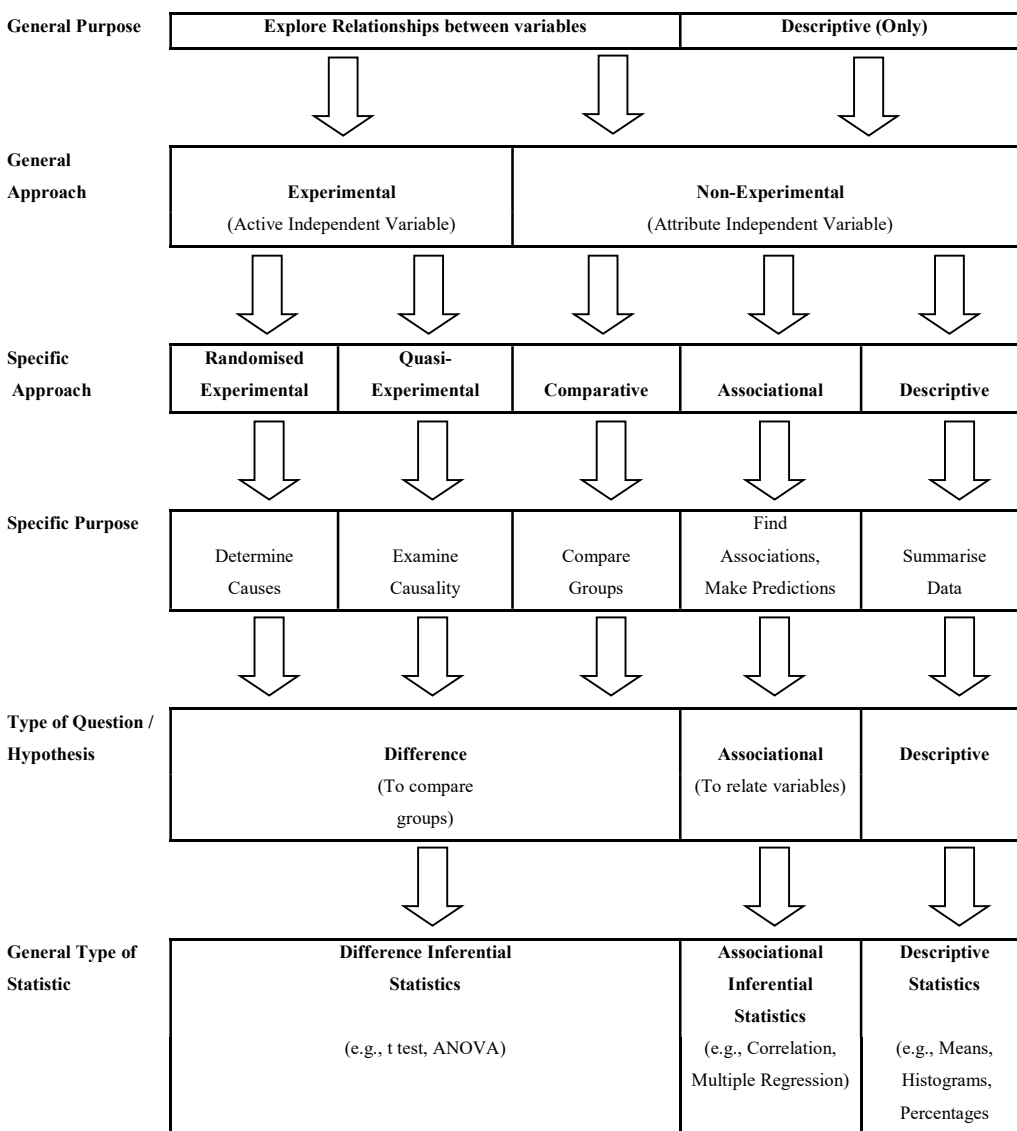 General Purpose
Explore Relationships between variables
Descriptive (Only)
General
Approach
Experimental
(Active Independent Variable)
Non-Experimental
(Attribute Independent Variable)
Specific
Approach
Randomised
Experimental
Quasi-
Experimental
Comparative
Associational
Descriptive
Specific Purpose
Determine
Causes
Examine
Causality
Compare
Groups
Find
Associations,
Make Predictions
Summarise
Data
Type of Question /
Hypothesis
Difference
(To compare
groups)
Associational
(To relate variables)
Descriptive
General Type of
Statistic
Difference Inferential
Statistics
(e.g., t test, ANOVA)
Associational
Inferential
Statistics
(e.g., Correlation,
Multiple Regression)
Descriptive
Statistics
(e.g., Means,
Histograms,
Percentages